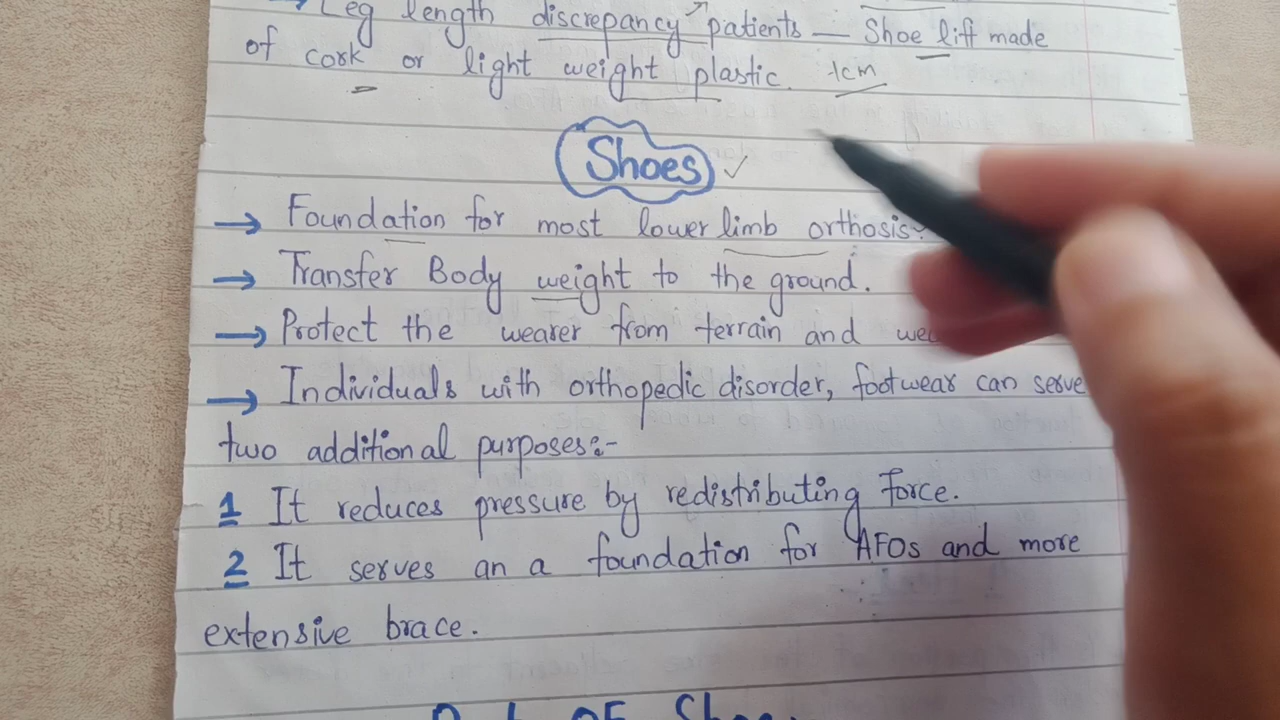 → Leg length discrepancy patients — Shoe lift made
of cork or light weight plastic. 1cm
Shoes ✓
→ Foundation for most lower limb orthosis.
→ Transfer Body weight to the ground.
→ Protect the wearer from terrain and
→ Individuals with orthopedic disorder, footwear can serve
two additional purposes:-
1 It reduces pressure by redistributing force.
2 It serves an a foundation for AFOs and more
extensive brace.
OF Shoe